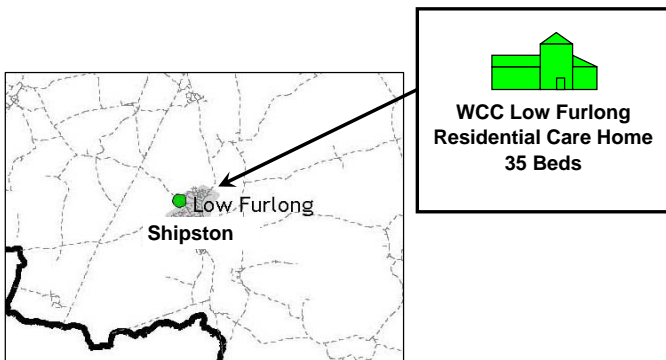 WCC Low Furlong
Residential Care Home
35 Beds
Low Furlong
Shipston